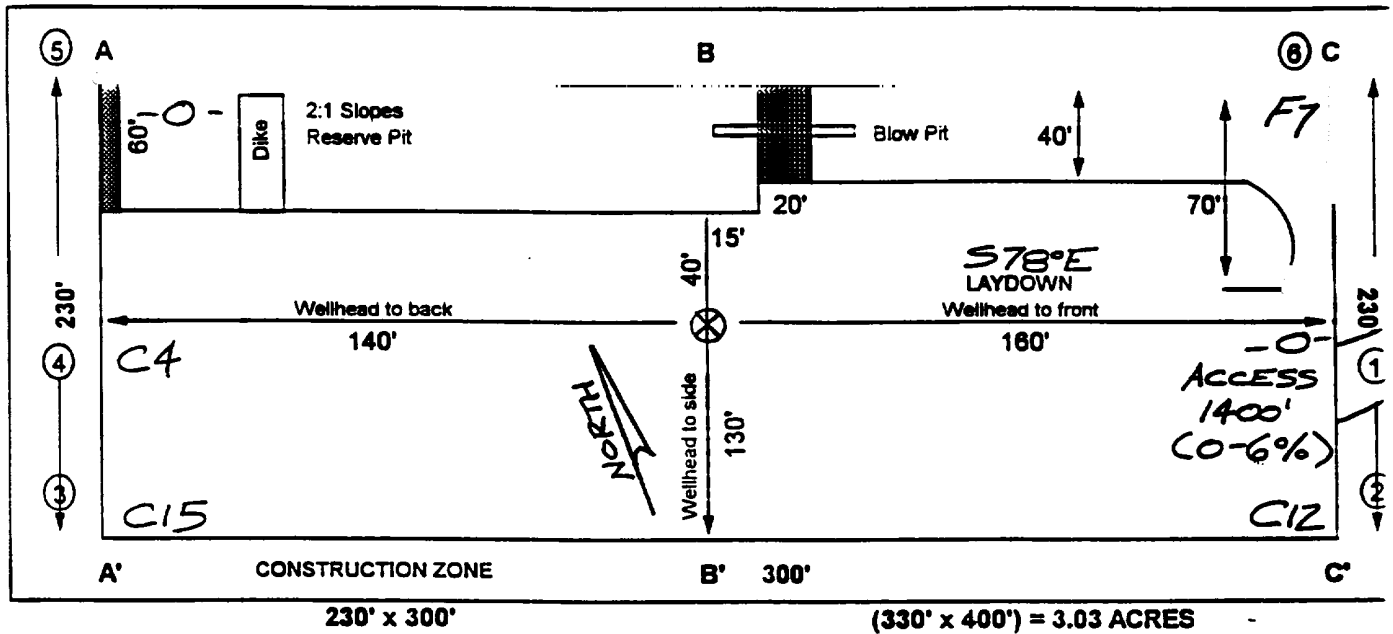 ⑤ A B ⑥ C
60' -0- Dike 2:1 Slopes
Reserve Pit
Blow Pit 40' F7
20' 70'
15'
40' S78°E
LAYDOWN
230' Wellhead to back Wellhead to front 230'
140' 160'
-0-
④ C4 ①
NORTH Wellhead to side 130' ACCESS
1400'
(0-6%)
③ ②
C15 C12
A' CONSTRUCTION ZONE B' 300' C'
230' x 300' (330' x 400') = 3.03 ACRES